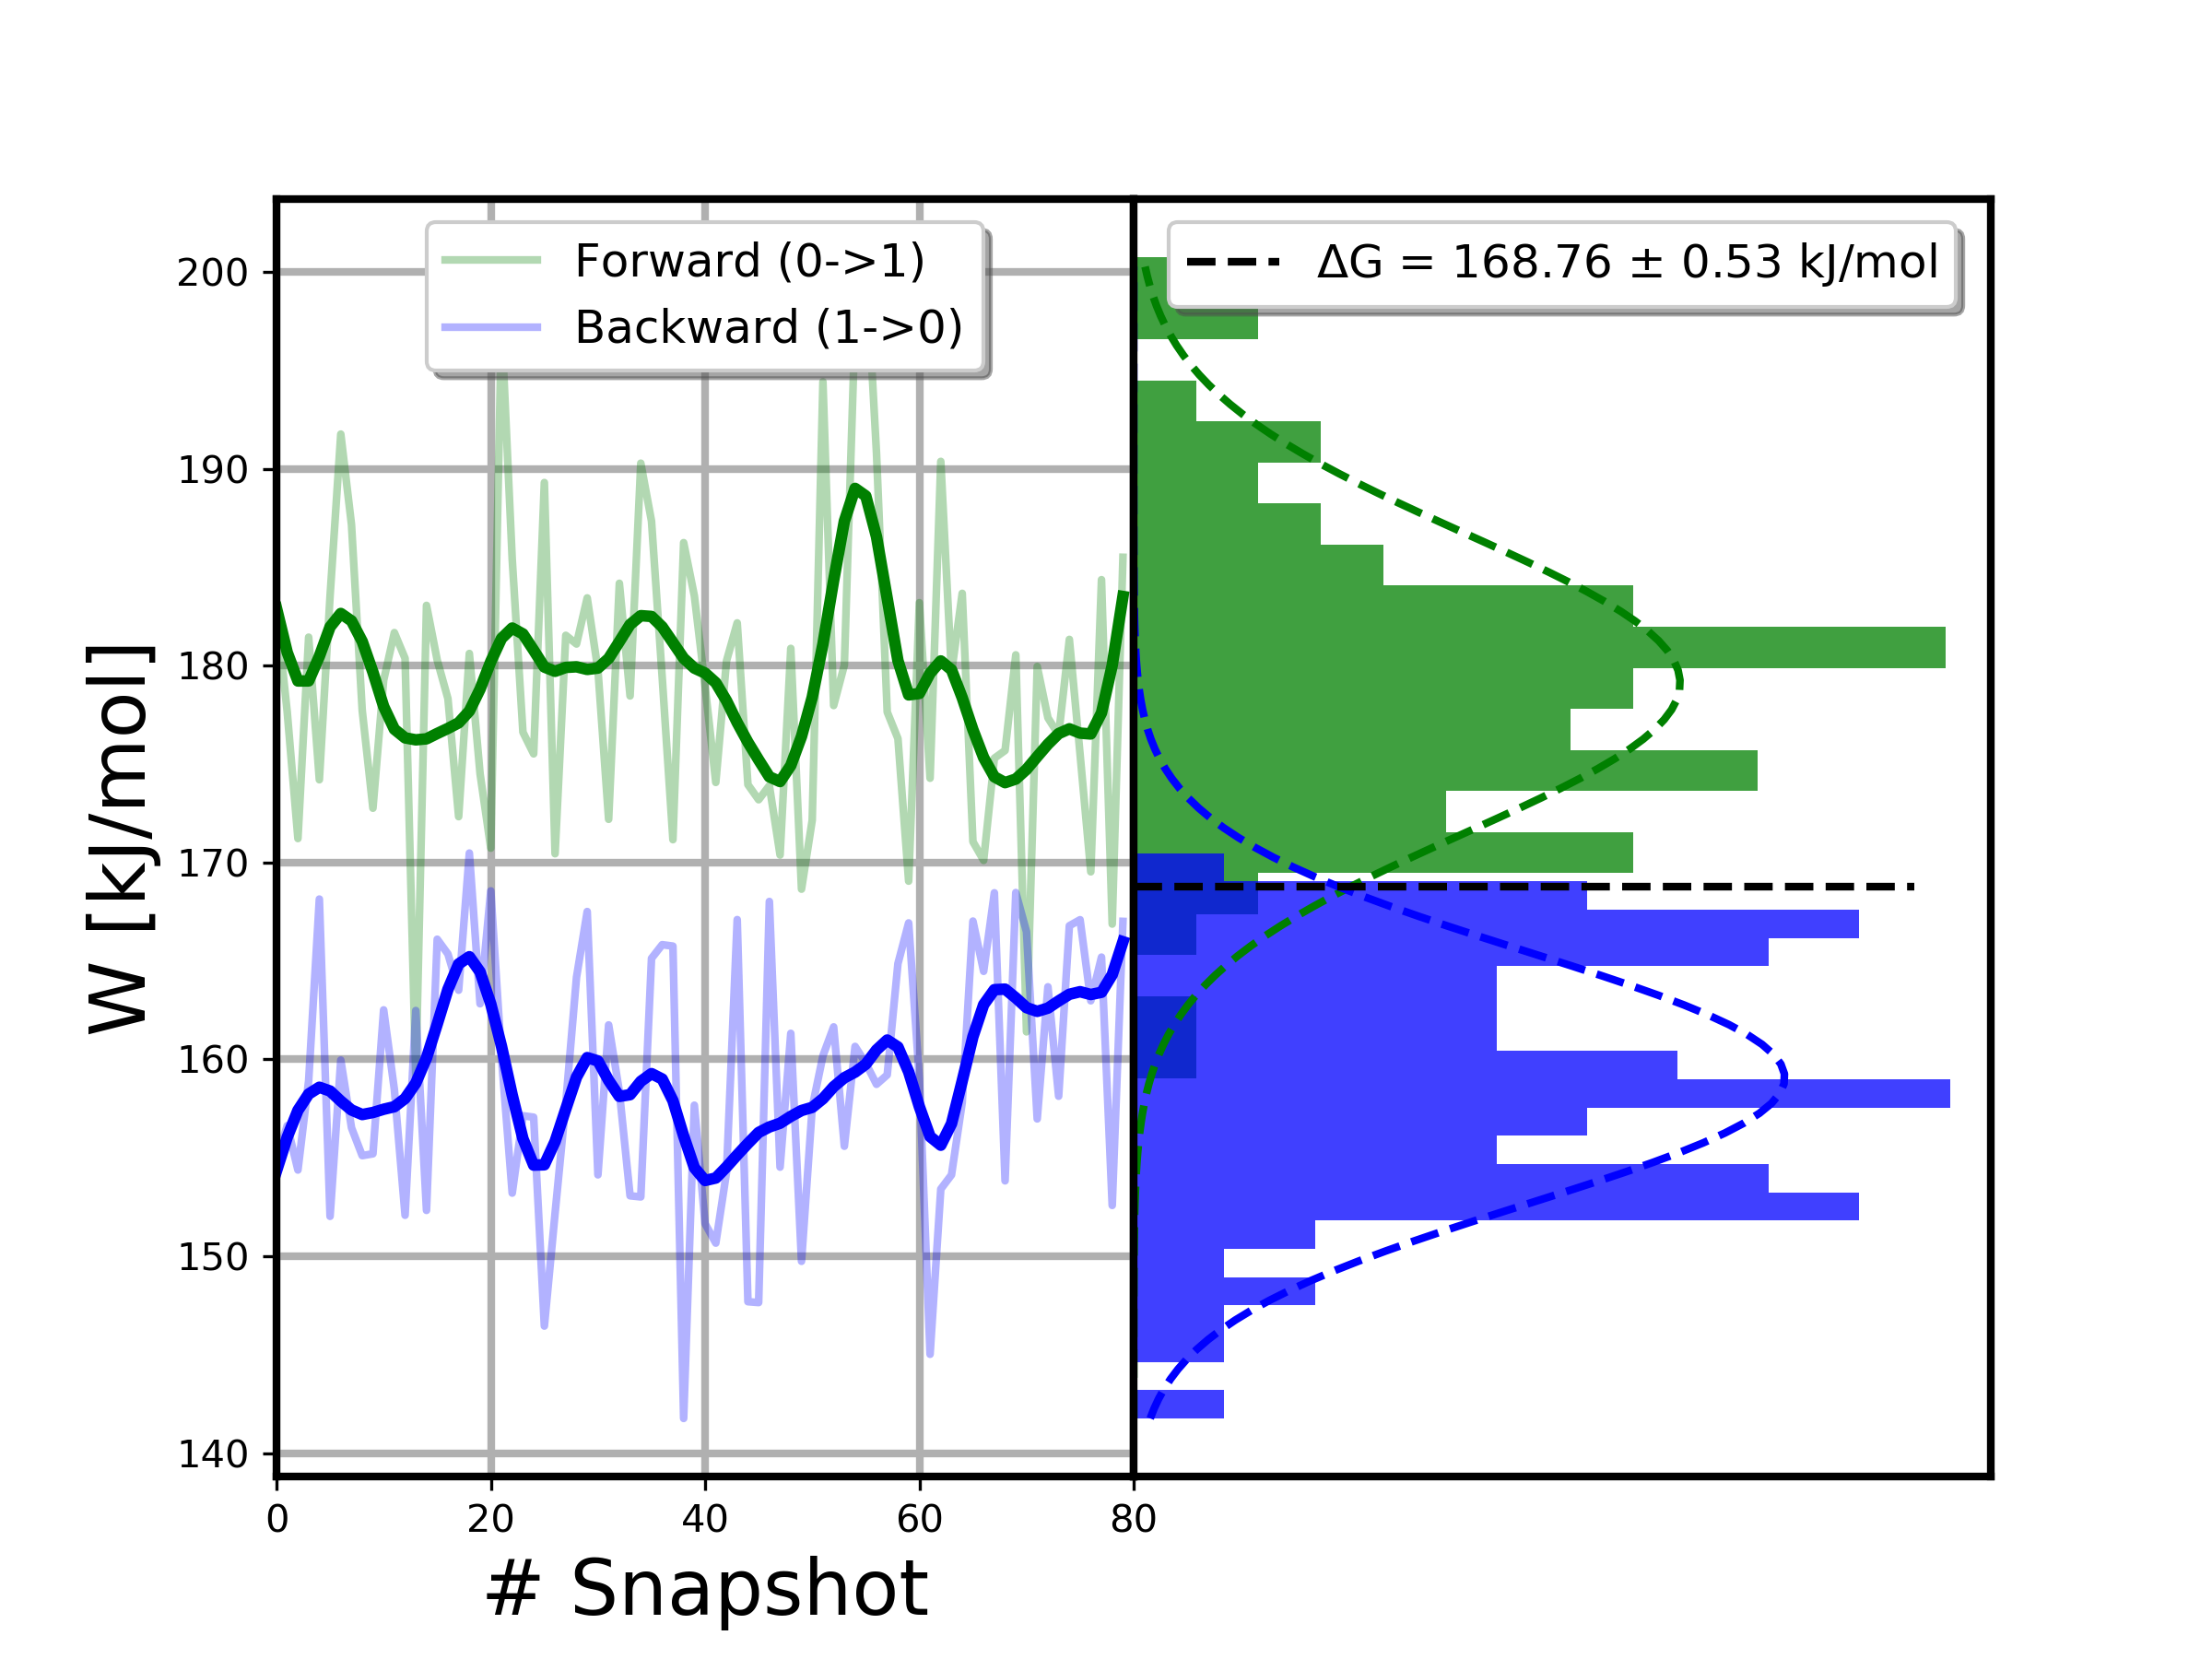 Forward (0->1)
Backward (1->0)
ΔG = 168.76 ± 0.53 kJ/mol
W [kJ/mol]
200
190
180
170
160
150
140
0 20 40 60 80
# Snapshot